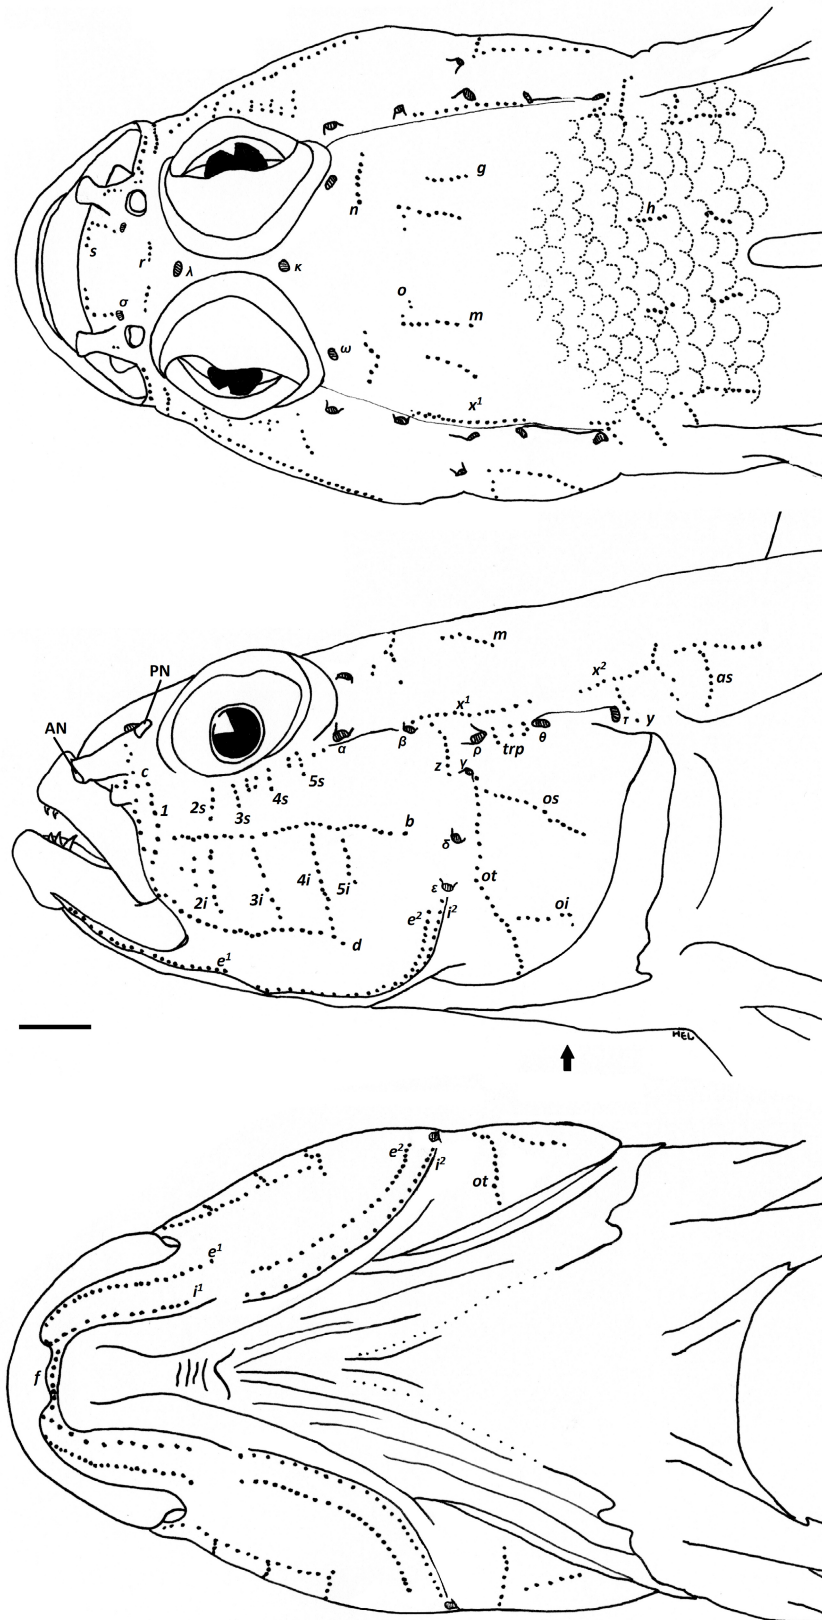 g
n
h
s
r
λ
κ
o
σ
m
ω
x¹
PN
m
x²
AN
as
x¹
τ
y
α
β
ρ
trp
θ
z
γ
c
5s
4s
1
2s
3s
os
b
δ
4i
5i
ot
2i
3i
ε
e²
i²
oi
d
e¹
HEL
e²
i²
ot
e¹
i¹
f